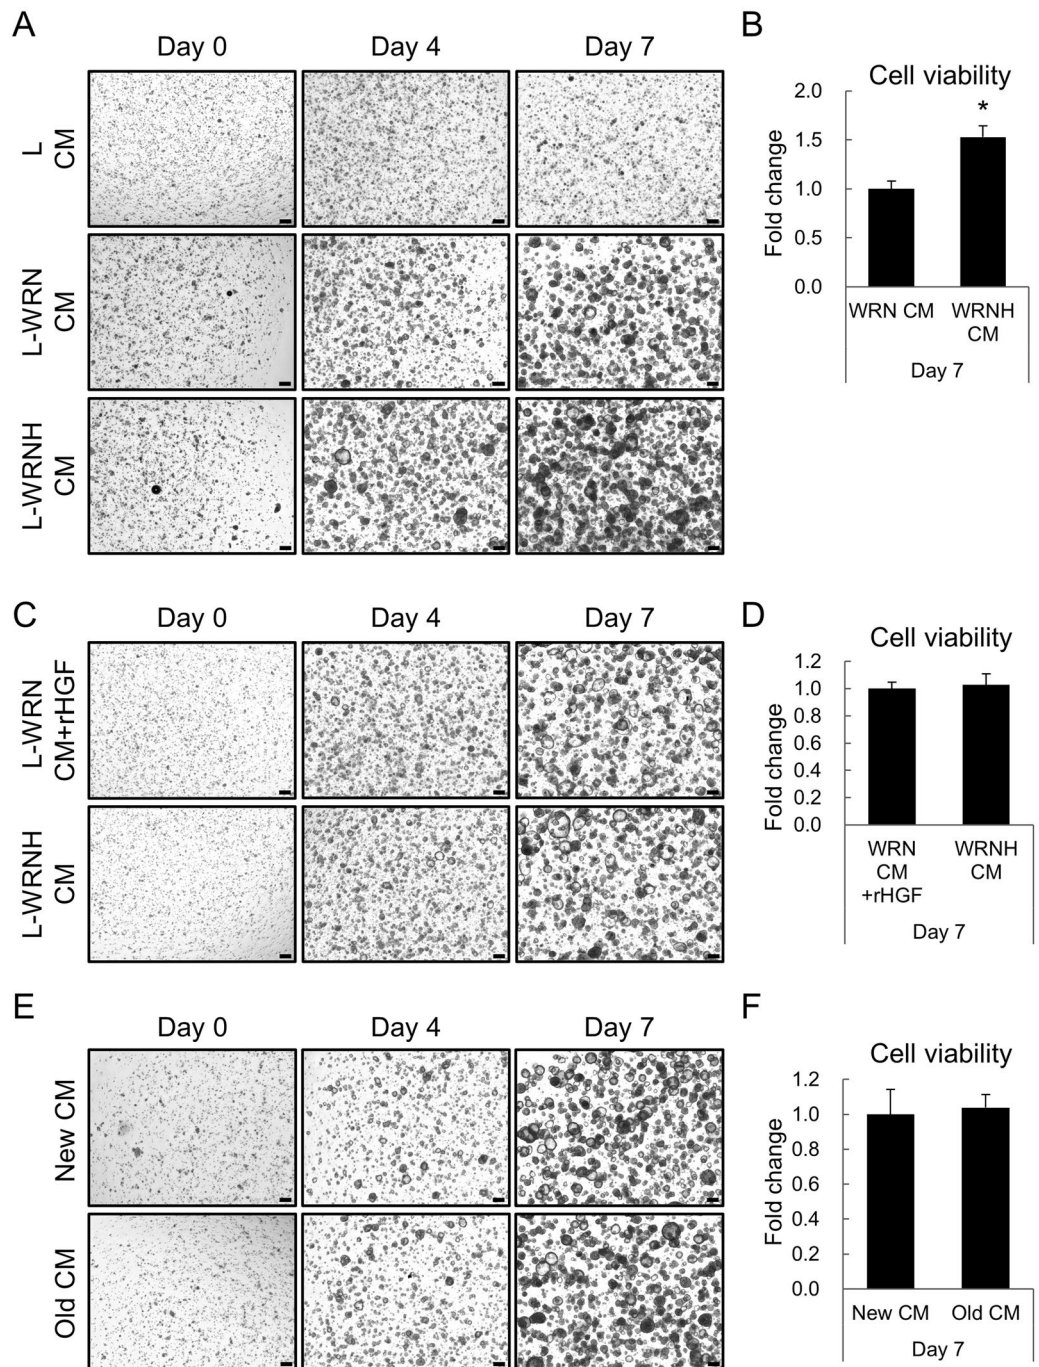 A
Day 0
Day 4
Day 7
L
CM
L-WRN
CM
L-WRNH
CM
B
Cell viability
Fold change
2.0
1.5
1.0
0.5
0.0
*
WRN CM
WRNH
CM
Day 7
C
Day 0
Day 4
Day 7
L-WRN
CM+rHGF
L-WRNH
CM
D
Cell viability
Fold change
1.2
1.0
0.8
0.6
0.4
0.2
0.0
WRN
CM
+rHGF
WRNH
CM
Day 7
E
Day 0
Day 4
Day 7
New CM
Old CM
F
Cell viability
Fold change
1.2
1.0
0.8
0.6
0.4
0.2
0.0
New CM
Old CM
Day 7